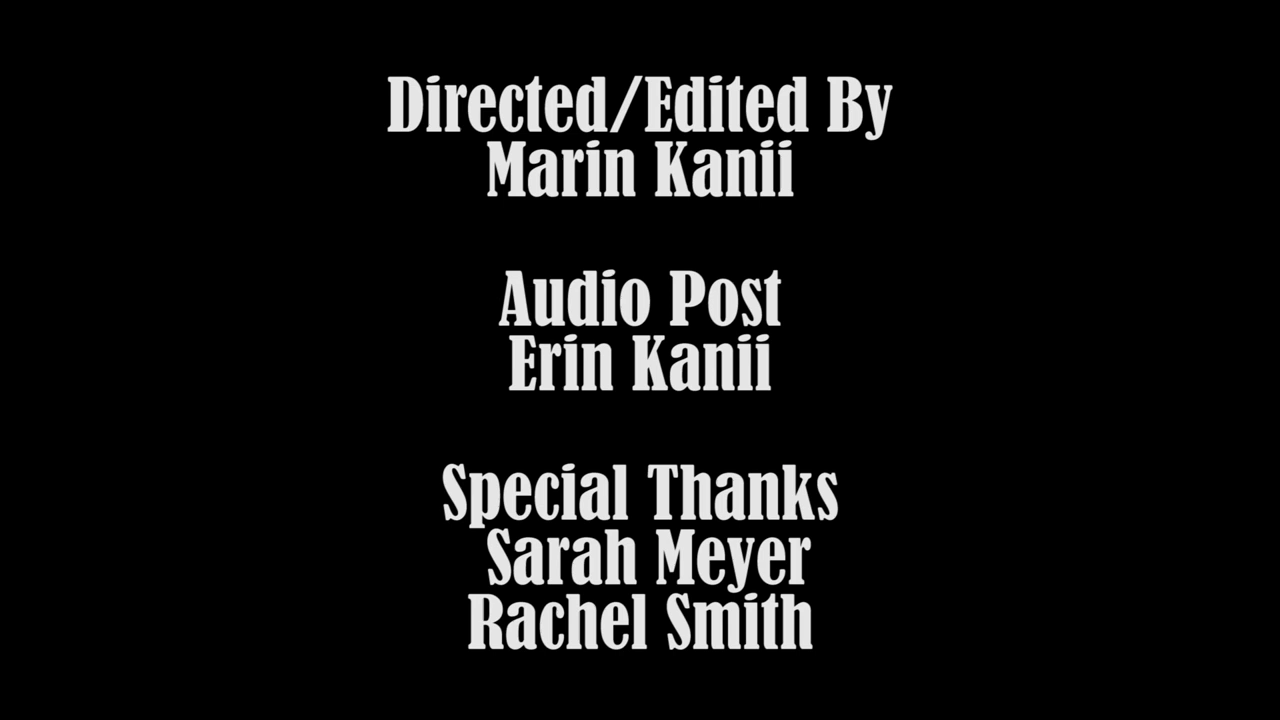 Directed/Edited By
Marin Kanii
Audio Post
Erin Kanii
Special Thanks
Sarah Meyer
Rachel Smith